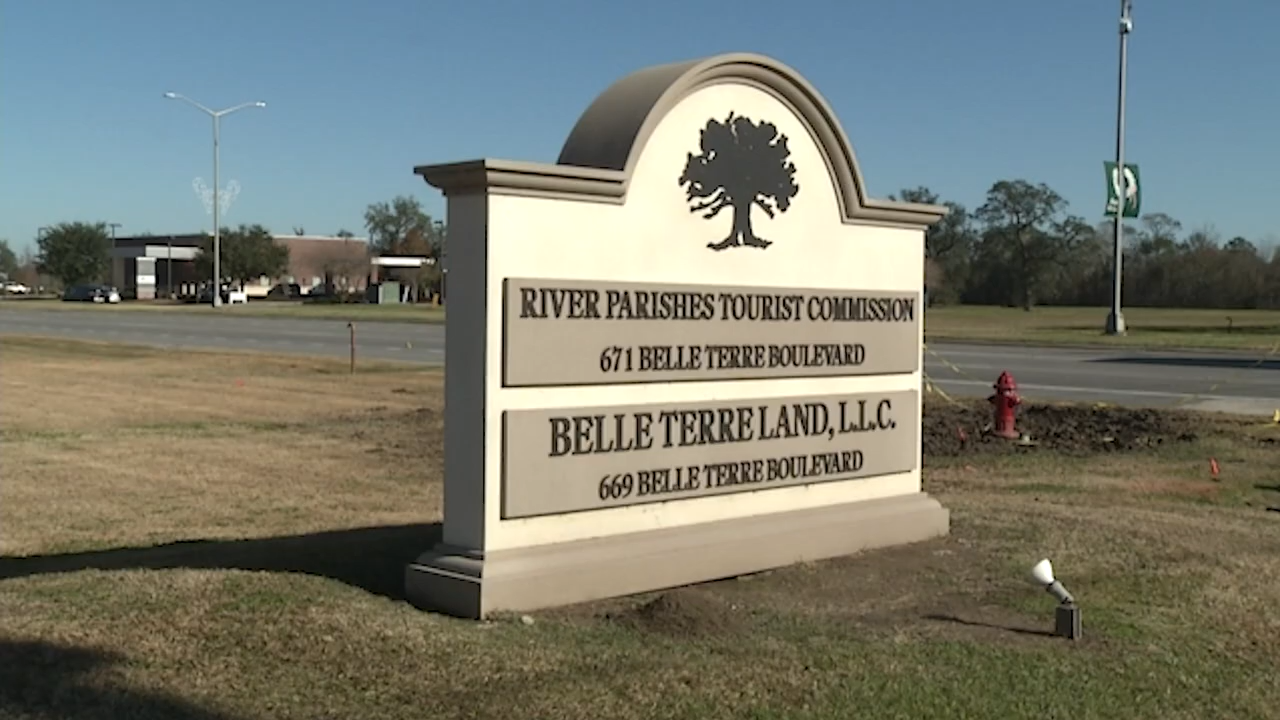 RIVER PARISHES TOURIST COMMISSION
671 BELLE TERRE BOULEVARD
BELLE TERRE LAND, L.L.C.
669 BELLE TERRE BOULEVARD